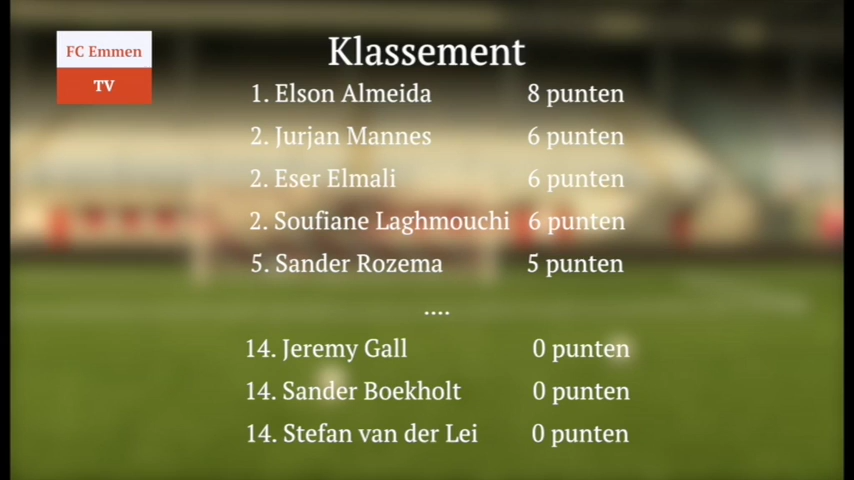 FC Emmen
TV
Klassement
1. Elson Almeida 8 punten
2. Jurjan Mannes 6 punten
2. Eser Elmali 6 punten
2. Soufiane Laghmouchi 6 punten
5. Sander Rozema 5 punten
....
14. Jeremy Gall 0 punten
14. Sander Boekholt 0 punten
14. Stefan van der Lei 0 punten